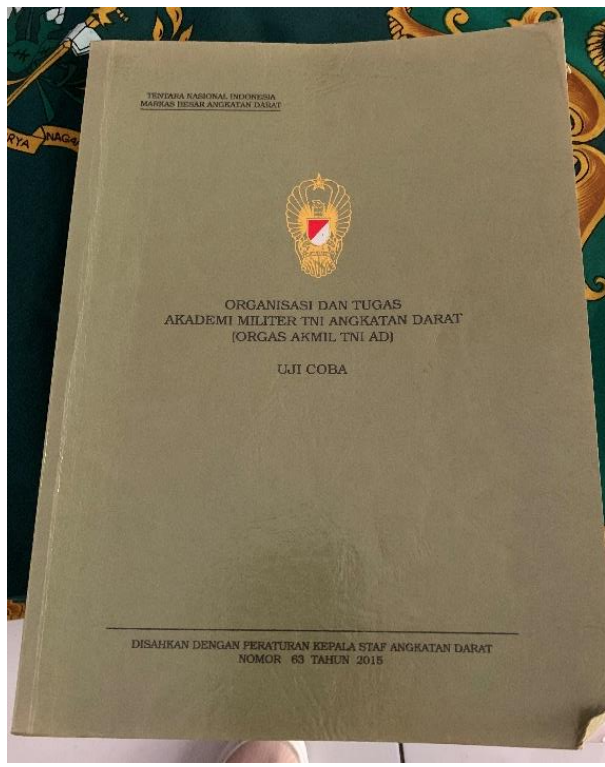 TENTARA NASIONAL INDONESIA
MARKAS BESAR ANGKATAN DARAT
ORGANISASI DAN TUGAS
AKADEMI MILITER TNI ANGKATAN DARAT
(ORGAS AKMIL TNI AD)
UJI COBA
DISAHKAN DENGAN PERATURAN KEPALA STAF ANGKATAN DARAT
NOMOR 63 TAHUN 2015